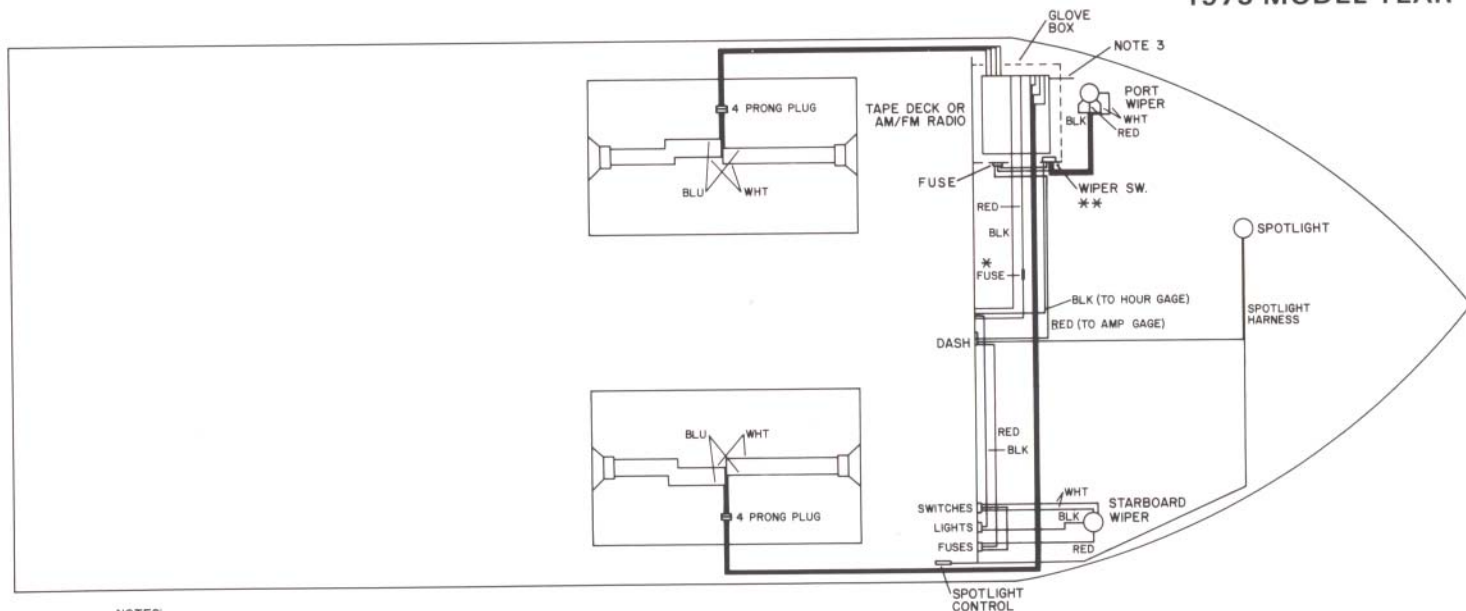 1975 MODEL YEAR
GLOVE
BOX
NOTE 3
PORT
WIPER
BLK
WHT
RED
TAPE DECK OR
AM/FM RADIO
4 PRONG PLUG
BLU
WHT
FUSE
WIPER SW.
**
RED
BLK
*
FUSE
SPOTLIGHT
BLK (TO HOUR GAGE)
RED (TO AMP GAGE)
SPOTLIGHT
HARNESS
DASH
BLU
WHT
RED
BLK
4 PRONG PLUG
SWITCHES
LIGHTS
FUSES
WHT
BLK
RED
STARBOARD
WIPER
SPOTLIGHT
CONTROL
NOTES: